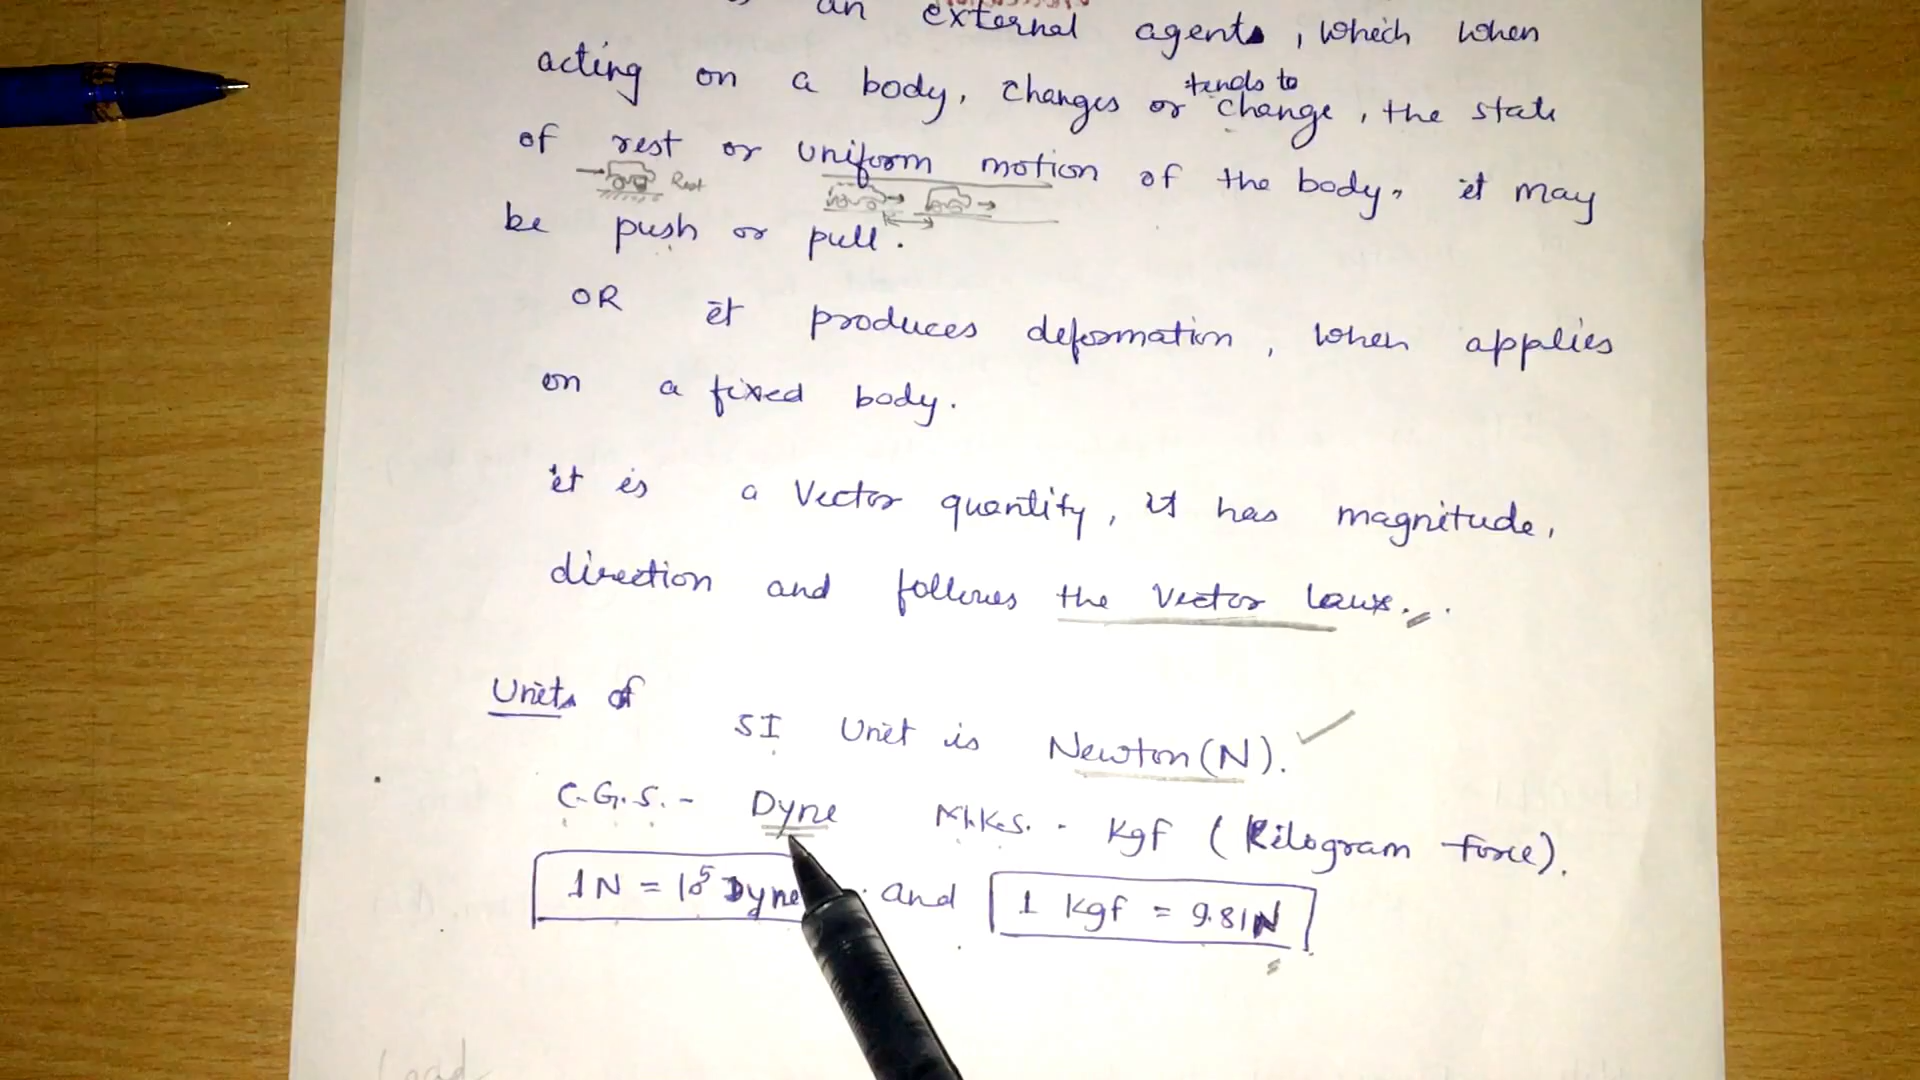 an external agents, which when
acting on a body, changes or tends to change, the state
of rest or uniform motion of the body, it may
Rest
be push or pull.
OR it produces deformation, when applies
on a fixed body.
it is a Vector quantity, it has magnitude,
direction and follows the vector laws.
Units of
SI Unit is Newton (N).
C.G.S. - Dyne M.K.S. - Kgf (Kilogram force).
1N = 10⁵ Dyne and 1 Kgf = 9.81N
Load